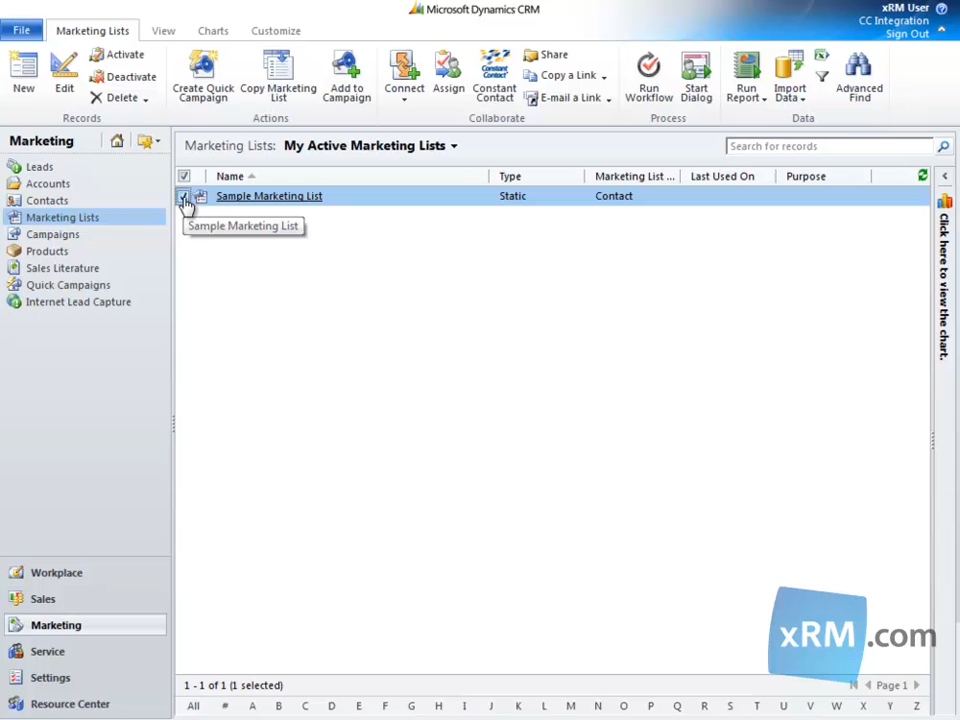 Microsoft Dynamics CRM
xRM User
CC Integration
Sign Out
File
Marketing Lists
View
Charts
Customize
New
Edit
Activate
Deactivate
Delete
Records
Create Quick
Campaign
Copy Marketing
List
Add to
Campaign
Actions
Connect
Assign
Constant
Contact
Constant
Contact
Share
Copy a Link
E-mail a Link
Collaborate
Run
Workflow
Start
Dialog
Process
Run
Report
Import
Data
Advanced
Find
Data
Marketing
Leads
Accounts
Contacts
Marketing Lists
Campaigns
Products
Sales Literature
Quick Campaigns
Internet Lead Capture
Workplace
Sales
Marketing
Service
Settings
Resource Center
Marketing Lists: My Active Marketing Lists
Search for records
Name Type Marketing List ... Last Used On Purpose
Sample Marketing List Static Contact
Sample Marketing List
Click here to view the chart.
xRM.com
1 - 1 of 1 (1 selected)
Page 1
All # A B C D E F G H I J K L M N O P Q R S T U V W X Y Z